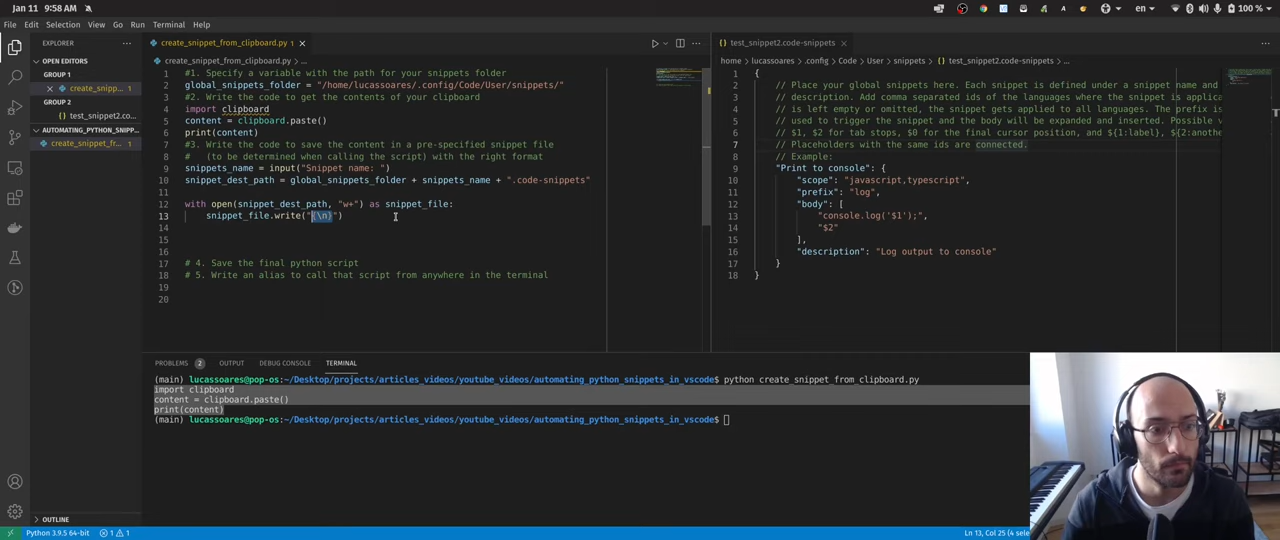 Jan 11 9:58 AM
en
100 %
File Edit Selection View Go Run Terminal Help
EXPLORER
OPEN EDITORS
GROUP 1
create_snipp... 1
GROUP 2
test_snippet2.co...
AUTOMATING_PYTHON_SNIPP...
create_snippet_fr... 1
OUTLINE
create_snippet_from_clipboard.py 1
create_snippet_from_clipboard.py > ...
1 #1. Specify a variable with the path for your snippets folder
2 global_snippets_folder = "/home/lucassoares/.config/Code/User/snippets/"
3 #2. Write the code to get the contents of your clipboard
4 import clipboard
5 content = clipboard.paste()
6 print(content)
7 #3. Write the code to save the content in a pre-specified snippet file
8 # (to be determined when calling the script) with the right format
9 snippets_name = input("Snippet name: ")
10 snippet_dest_path = global_snippets_folder + snippets_name + ".code-snippets"
11
12 with open(snippet_dest_path, "w+") as snippet_file:
13 snippet_file.write("{\n}")
14
15
16
17 # 4. Save the final python script
18 # 5. Write an alias to call that script from anywhere in the terminal
19
20
test_snippet2.code-snippets
home > lucassoares > .config > Code > User > snippets > test_snippet2.code-snippets > ...
1 {
2 // Place your global snippets here. Each snippet is defined under a snippet name and
3 // description. Add comma separated ids of the languages where the snippet is applica
4 // is left empty or omitted, the snippet gets applied to all languages. The prefix is
5 // used to trigger the snippet and the body will be expanded and inserted. Possible v
6 // $1, $2 for tab stops, $0 for the final cursor position, and ${1:label}, ${2:anothe
7 // Placeholders with the same ids are connected.
8 // Example:
9 "Print to console": {
10 "scope": "javascript,typescript",
11 "prefix": "log",
12 "body": [
13 "console.log('$1');",
14 "$2"
15 ],
16 "description": "Log output to console"
17 }
18 }
PROBLEMS 2 OUTPUT DEBUG CONSOLE TERMINAL
(main) lucassoares@pop-os:~/Desktop/projects/articles_videos/youtube_videos/automating_python_snippets_in_vscode$ python create_snippet_from_clipboard.py
import clipboard
content = clipboard.paste()
print(content)
(main) lucassoares@pop-os:~/Desktop/projects/articles_videos/youtube_videos/automating_python_snippets_in_vscode$
Python 3.9.5 64-bit 1 1
Ln 13, Col 25 (4 sele